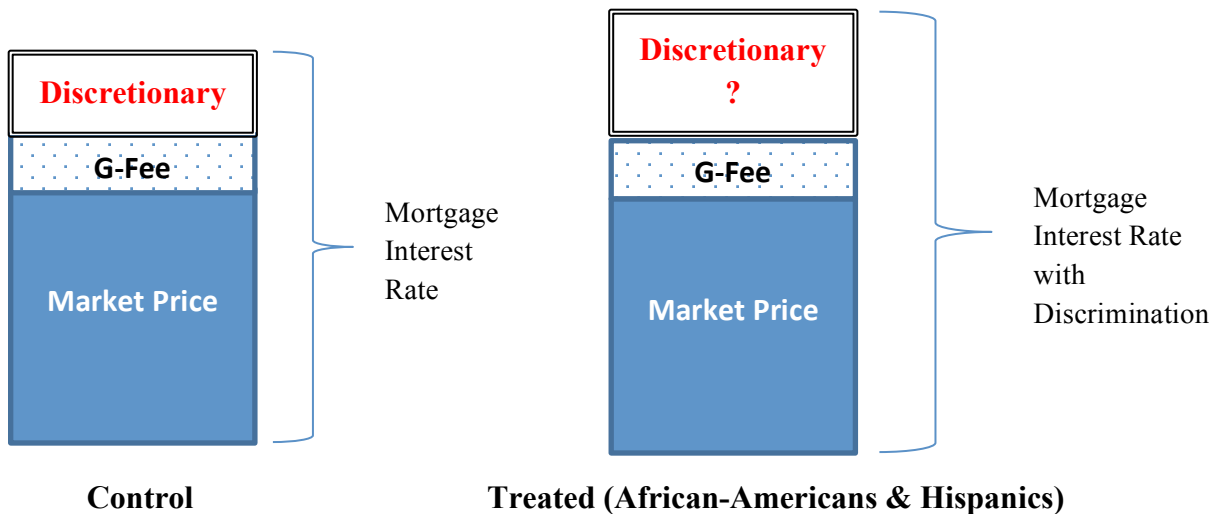 Discretionary
G-Fee
Market Price
Mortgage
Interest
Rate
Control
Discretionary
?
G-Fee
Market Price
Mortgage
Interest Rate
with
Discrimination
Treated (African-Americans & Hispanics)